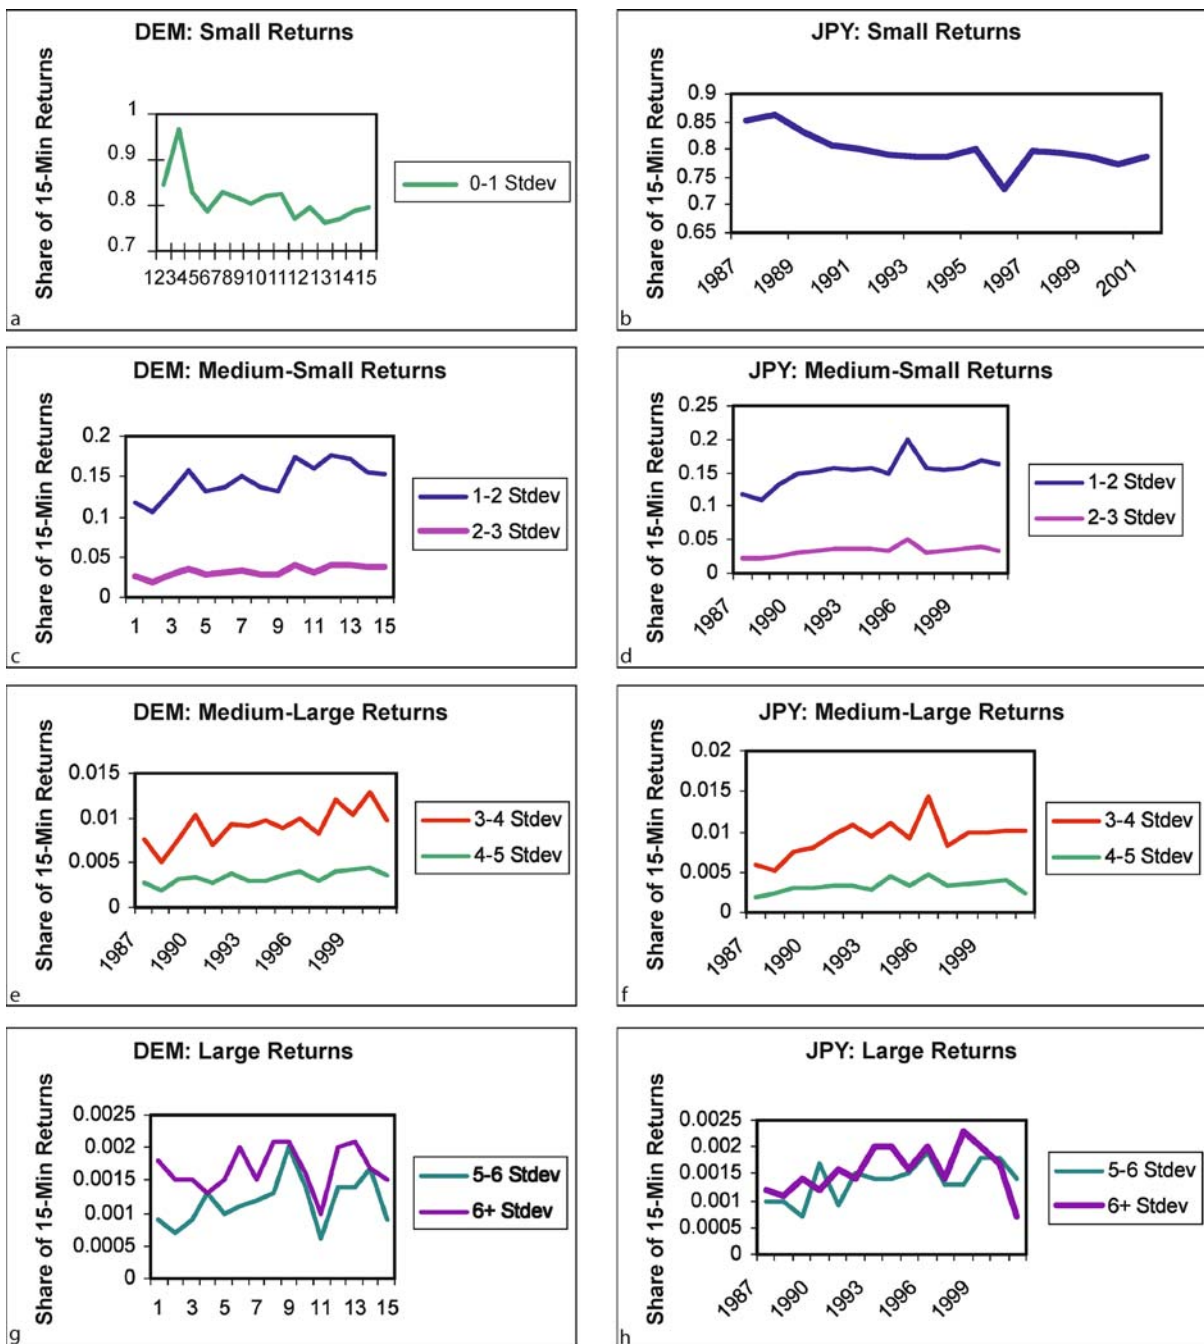 DEM: Small Returns
Share of 15-Min Returns
1
0.9
0.8
0.7
123456789101112131415
0-1 Stdev
a
JPY: Small Returns
Share of 15-Min Returns
0.9
0.85
0.8
0.75
0.7
0.65
1987 1989 1991 1993 1995 1997 1999 2001
b
DEM: Medium-Small Returns
Share of 15-Min Returns
0.2
0.15
0.1
0.05
0
1 3 5 7 9 11 13 15
1-2 Stdev
2-3 Stdev
c
JPY: Medium-Small Returns
Share of 15-Min Returns
0.25
0.2
0.15
0.1
0.05
0
1987 1990 1993 1996 1999
1-2 Stdev
2-3 Stdev
d
DEM: Medium-Large Returns
Share of 15-Min Returns
0.015
0.01
0.005
0
1987 1990 1993 1996 1999
3-4 Stdev
4-5 Stdev
e
JPY: Medium-Large Returns
Share of 15-Min Returns
0.02
0.015
0.01
0.005
0
1987 1990 1993 1996 1999
3-4 Stdev
4-5 Stdev
f
DEM: Large Returns
Share of 15-Min Returns
0.0025
0.002
0.0015
0.001
0.0005
0
1 3 5 7 9 11 13 15
5-6 Stdev
6+ Stdev
g
JPY: Large Returns
Share of 15-Min Returns
0.0025
0.002
0.0015
0.001
0.0005
0
1987 1990 1993 1996 1999
5-6 Stdev
6+ Stdev
h